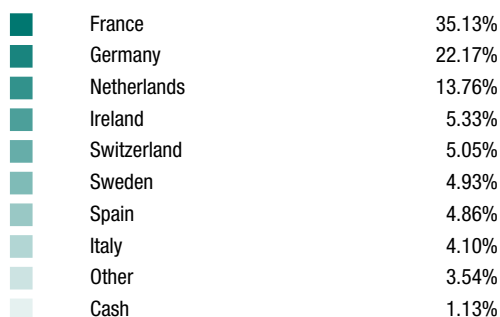 France 35.13%
Germany 22.17%
Netherlands 13.76%
Ireland 5.33%
Switzerland 5.05%
Sweden 4.93%
Spain 4.86%
Italy 4.10%
Other 3.54%
Cash 1.13%